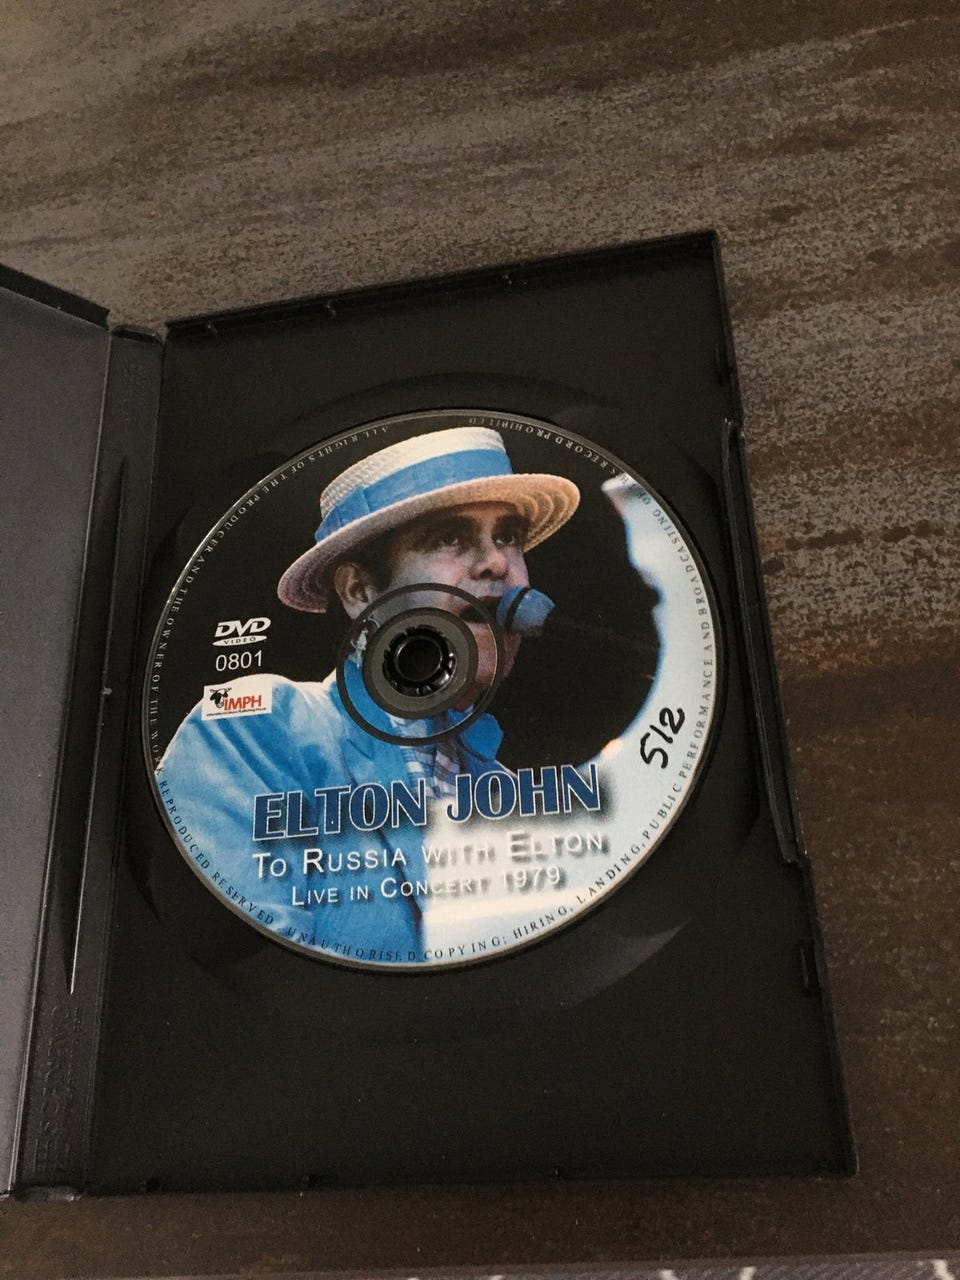 DVD
VIDEO
0801
IMPH
512
ELTON JOHN
TO RUSSIA WITH ELTON
LIVE IN CONCERT 1979
ALL RIGHTS OF THE PRODUCER AND THE OWNER OF THE WORK REPRODUCED RESERVED. UNAUTHORISED COPYING; HIRING, LANDING, PUBLIC PERFORMANCE AND BROADCASTING OF THIS RECORD PROHIBITED